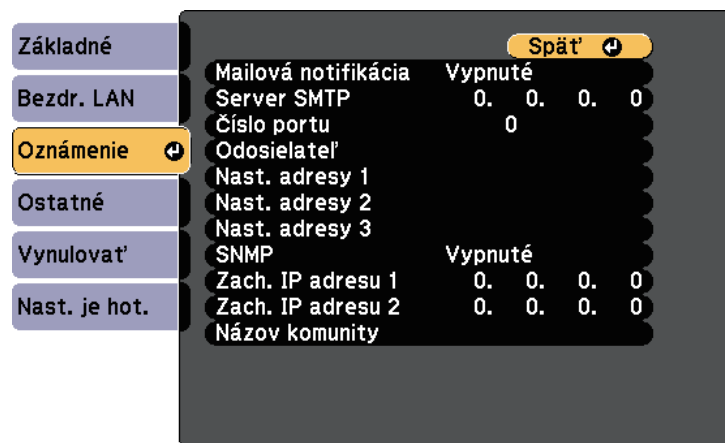 Základné
Bezdr. LAN
Oznámenie
Ostatné
Vynulovať
Nast. je hot.
Späť
Mailová notifikácia Vypnuté
Server SMTP 0. 0. 0. 0
Číslo portu 0
Odosielateľ
Nast. adresy 1
Nast. adresy 2
Nast. adresy 3
SNMP Vypnuté
Zach. IP adresu 1 0. 0. 0. 0
Zach. IP adresu 2 0. 0. 0. 0
Názov komunity